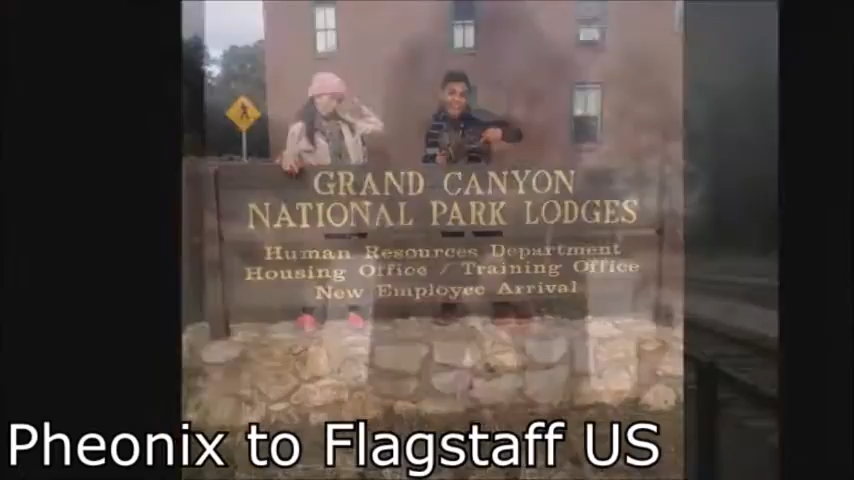 GRAND CANYON
NATIONAL PARK LODGES
Human Resources Department
Housing Office / Training Office
New Employee Arrival
Pheonix to Flagstaff US